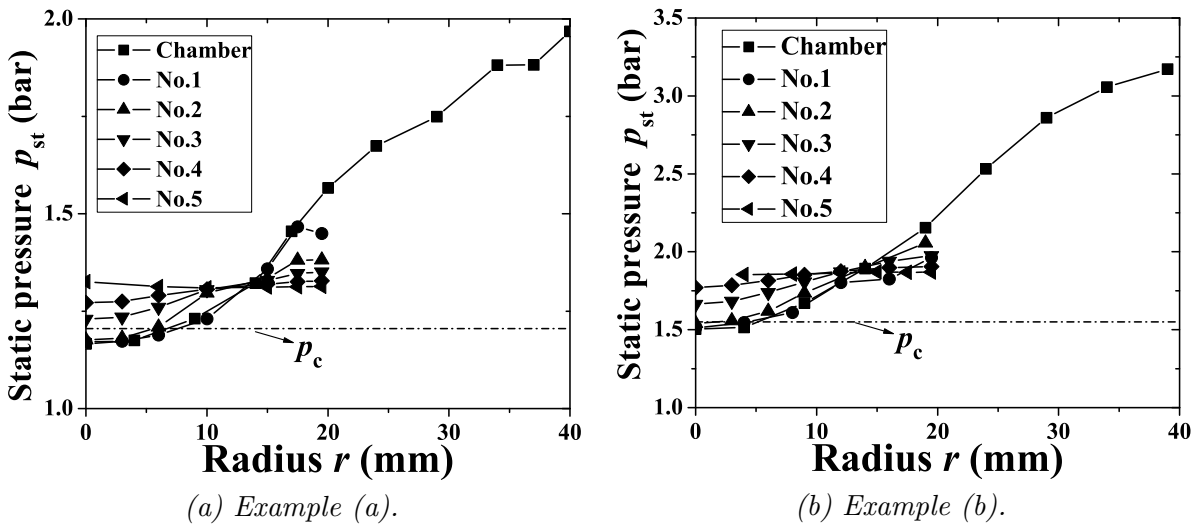 Static pressure p_st (bar)
2.0
1.5
1.0
Chamber
No.1
No.2
No.3
No.4
No.5
p_c
0 10 20 30 40
Radius r (mm)
(a) Example (a).
Static pressure p_st (bar)
3.5
3.0
2.5
2.0
1.5
1.0
Chamber
No.1
No.2
No.3
No.4
No.5
p_c
0 10 20 30 40
Radius r (mm)
(b) Example (b).